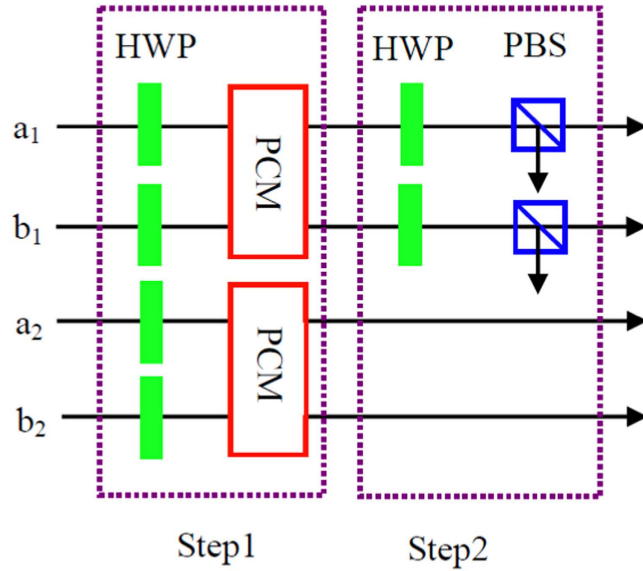 HWP
HWP
PBS
a₁
PCM
b₁
a₂
PCM
b₂
Step1
Step2